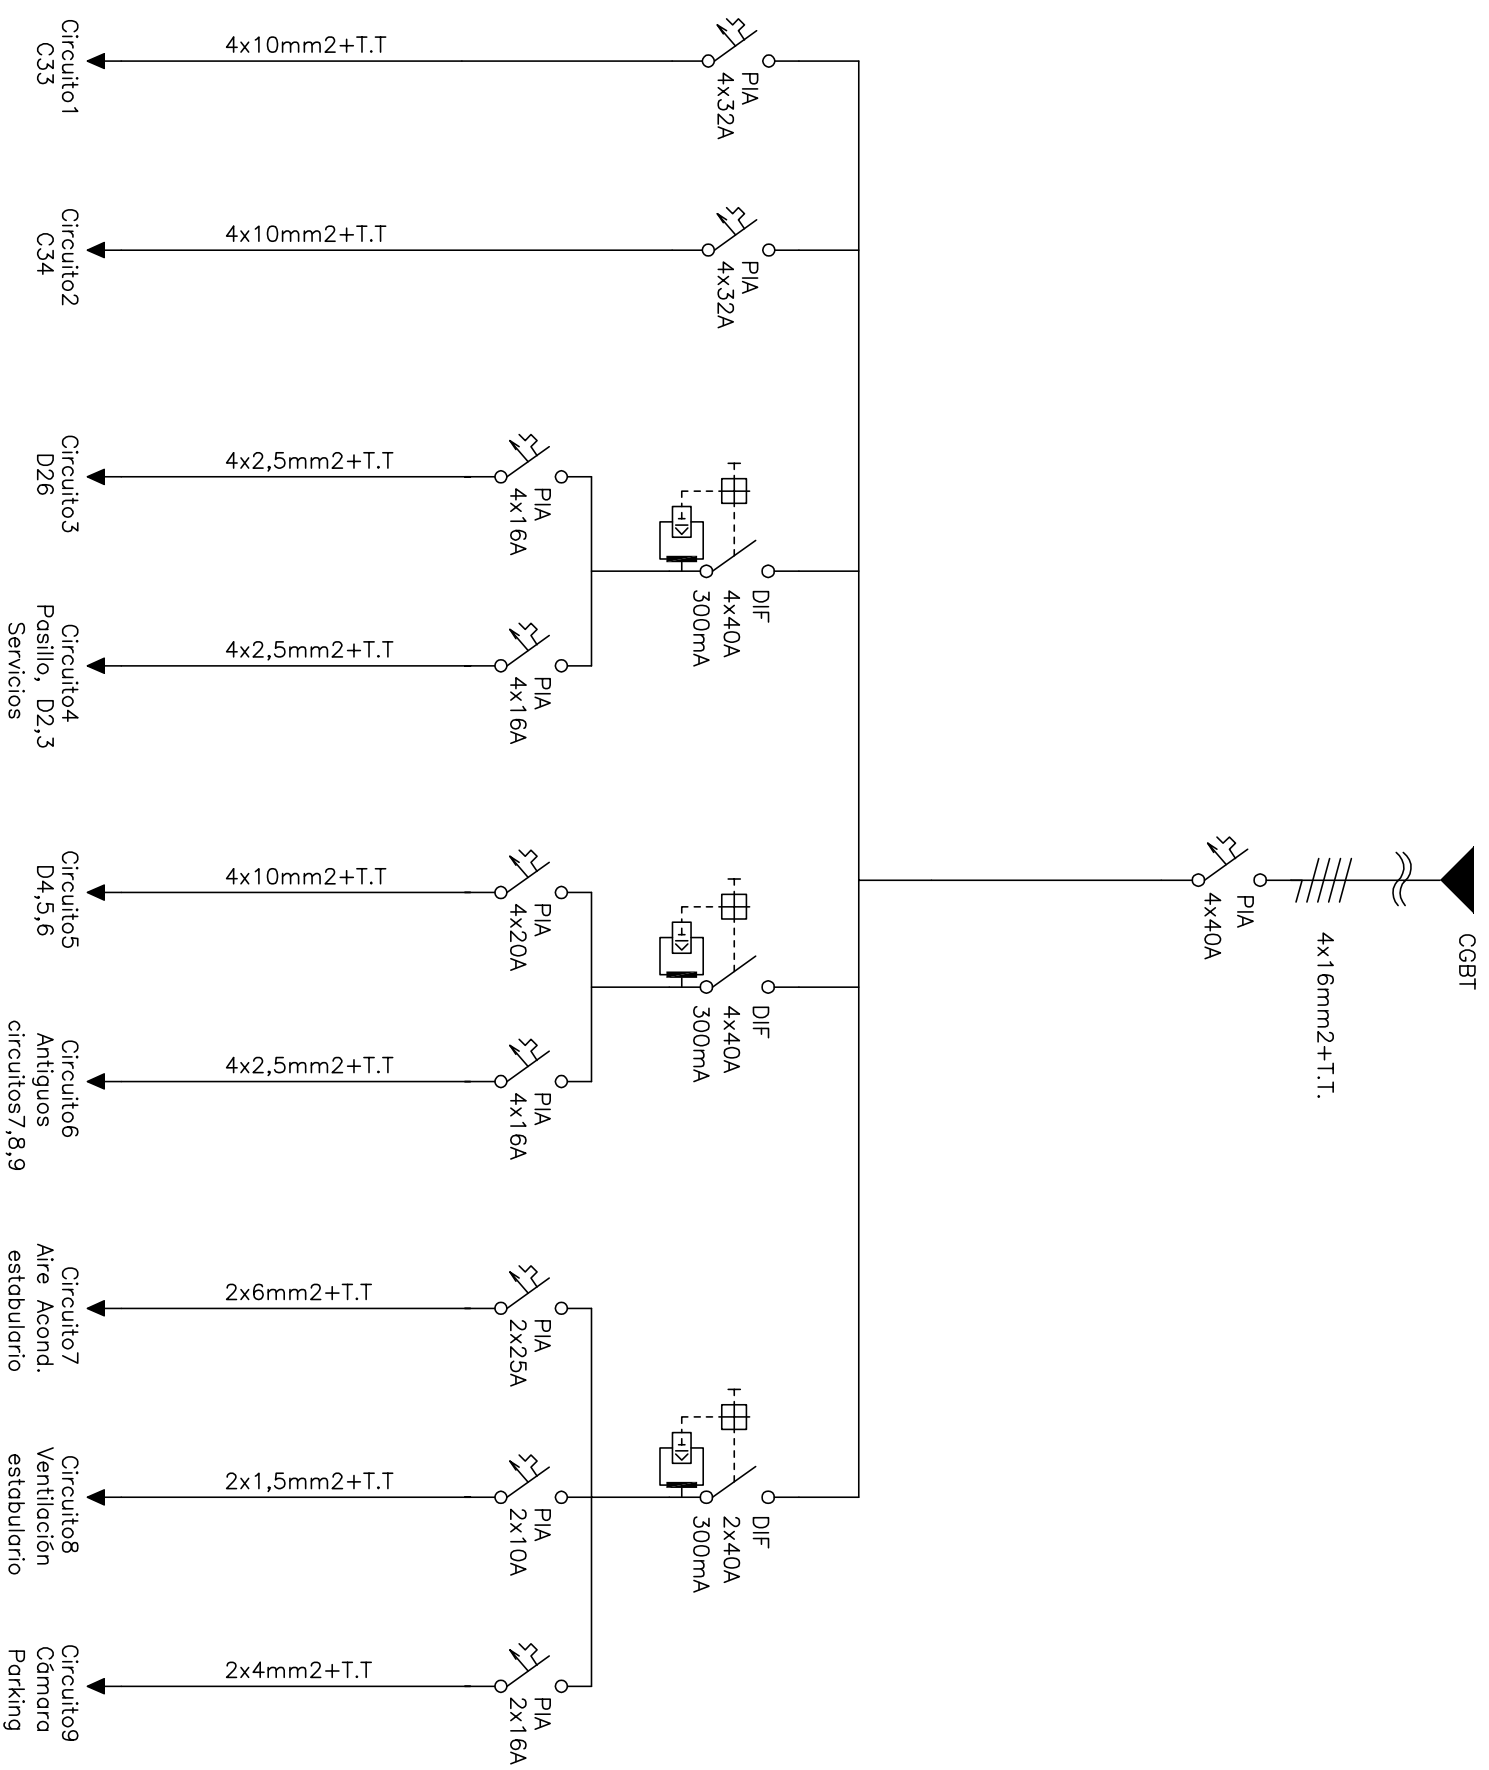 CGBT
4x16mm2+T.T.
PIA
4x40A
PIA
4x32A
PIA
4x32A
DIF
4x40A
300mA
DIF
4x40A
300mA
DIF
2x40A
300mA
PIA
4x16A
PIA
4x16A
PIA
4x20A
PIA
4x16A
PIA
2x25A
PIA
2x10A
PIA
2x16A
4x10mm2+T.T
4x10mm2+T.T
4x2,5mm2+T.T
4x2,5mm2+T.T
4x10mm2+T.T
4x2,5mm2+T.T
2x6mm2+T.T
2x1,5mm2+T.T
2x4mm2+T.T
Circuito1
C33
Circuito2
C34
Circuito3
D26
Circuito4
Pasillo, D2,3
Servicios
Circuito5
D4,5,6
Circuito6
Antiguos
circuitos7,8,9
Circuito7
Aire Acond.
estabulario
Circuito8
Ventilación
estabulario
Circuito9
Cámara
Parking